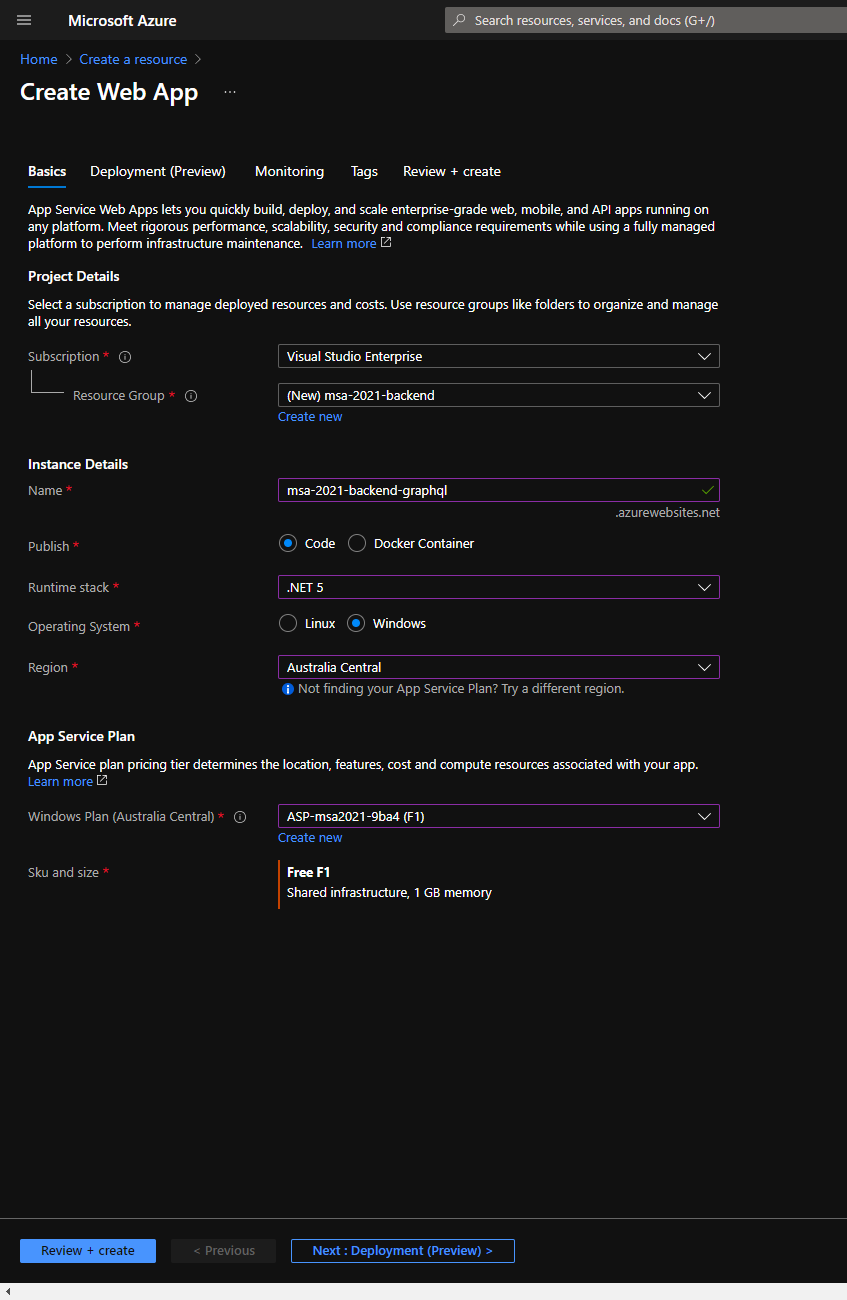 Microsoft Azure
Search resources, services, and docs (G+/)
Home > Create a resource >
Create Web App ...
Basics Deployment (Preview) Monitoring Tags Review + create
App Service Web Apps lets you quickly build, deploy, and scale enterprise-grade web, mobile, and API apps running on
any platform. Meet rigorous performance, scalability, security and compliance requirements while using a fully managed
platform to perform infrastructure maintenance. Learn more
Project Details
Select a subscription to manage deployed resources and costs. Use resource groups like folders to organize and manage
all your resources.
Subscription *
Visual Studio Enterprise
Resource Group *
(New) msa-2021-backend
Create new
Instance Details
Name *
msa-2021-backend-graphql
.azurewebsites.net
Publish *
Code Docker Container
Runtime stack *
.NET 5
Operating System *
Linux Windows
Region *
Australia Central
Not finding your App Service Plan? Try a different region.
App Service Plan
App Service plan pricing tier determines the location, features, cost and compute resources associated with your app.
Learn more
Windows Plan (Australia Central) *
ASP-msa2021-9ba4 (F1)
Create new
Sku and size *
Free F1
Shared infrastructure, 1 GB memory
Review + create < Previous Next : Deployment (Preview) >